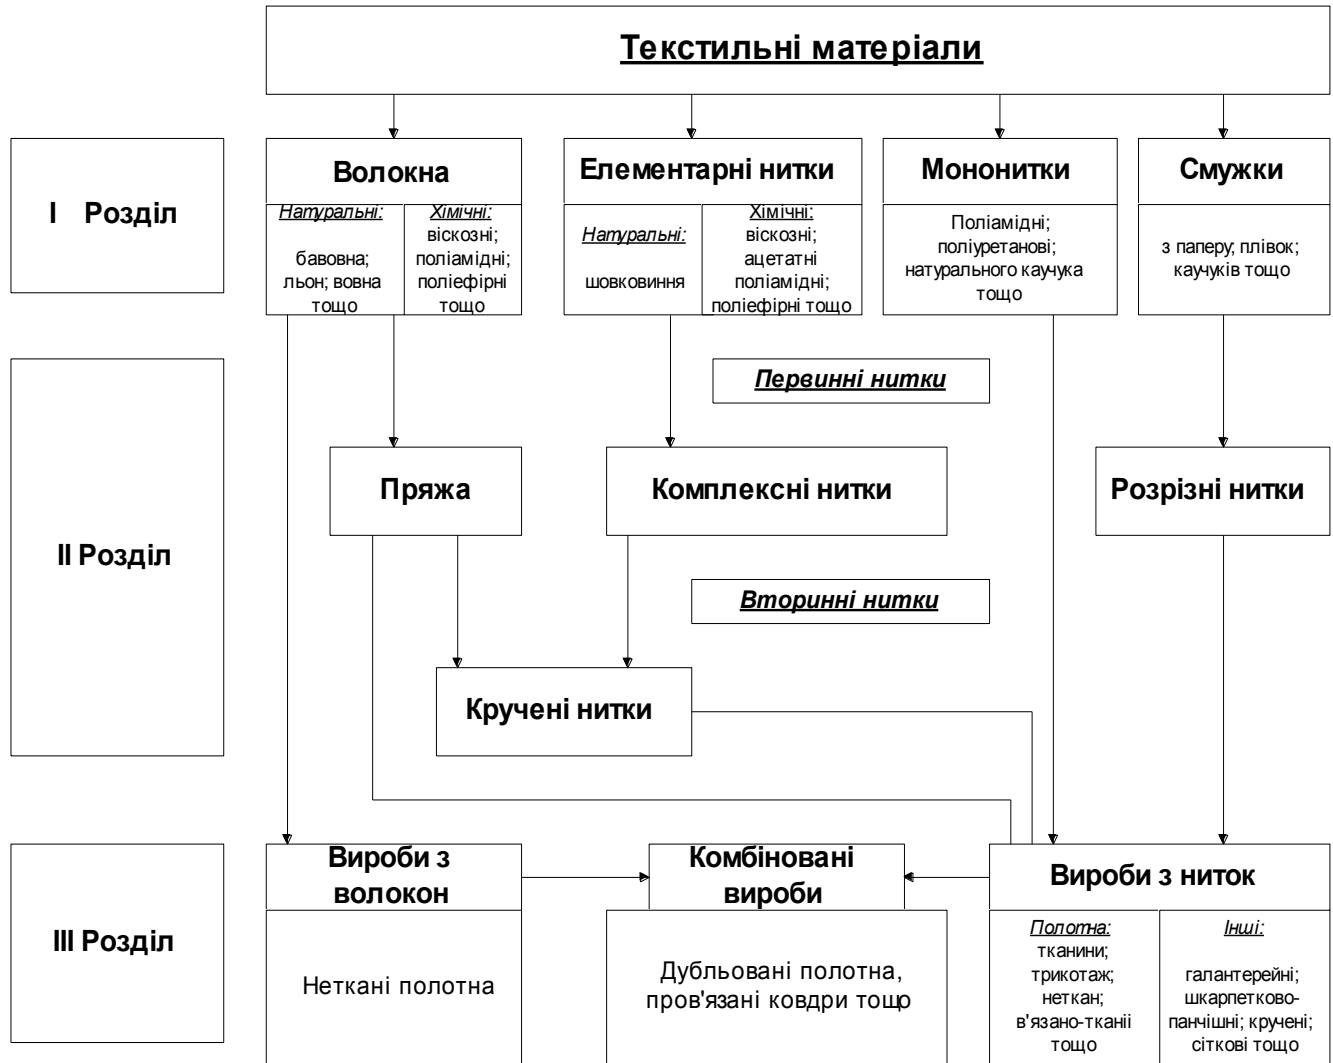 Текстильні матеріали
I Розділ
Волокна
Натуральні:
бавовна;
льон; вовна
тощо
Хімічні:
віскозні;
поліамідні;
поліефірні
тощо
Елементарні нитки
Натуральні:
шовковиння
Хімічні:
віскозні;
ацетатні
поліамідні;
поліефірні тощо
Мононитки
Поліамідні;
поліуретанові;
натурального каучука
тощо
Смужки
з паперу; плівок;
каучуків тощо
II Розділ
Первинні нитки
Пряжа
Комплексні нитки
Розрізні нитки
Вторинні нитки
Кручені нитки
III Розділ
Вироби з
волокон
Неткані полотна
Комбіновані
вироби
Дубльовані полотна,
пров'язані ковдри тощо
Вироби з ниток
Полотна:
тканини;
трикотаж;
неткан;
в'язано-тканіі
тощо
Інші:
галантерейні;
шкарпетково-
панчішні; кручені;
сіткові тощо